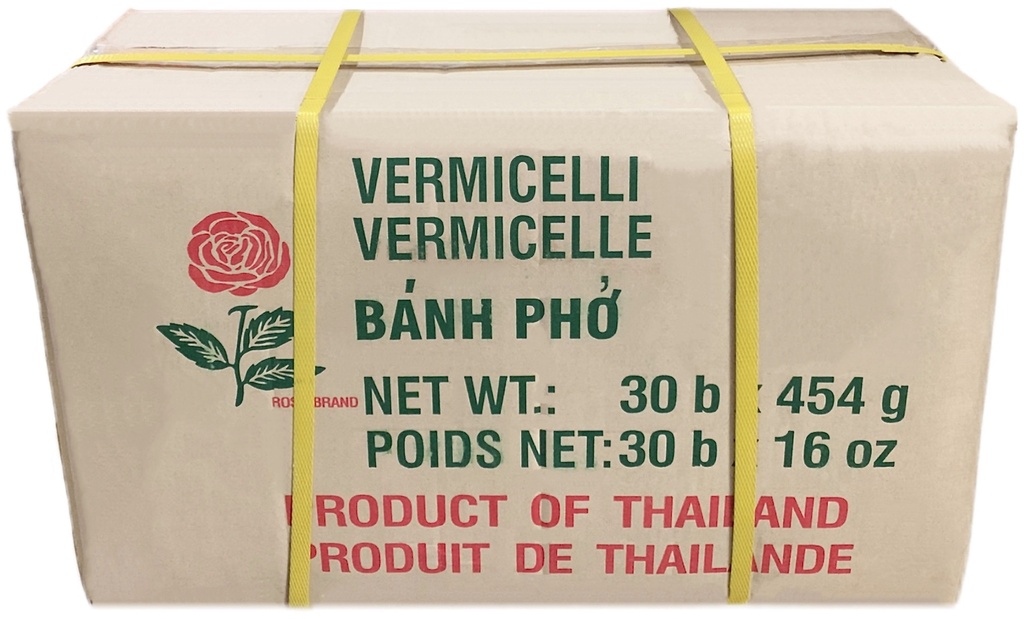 VERMICELLI
VERMICELLE
BÁNH PHỞ
ROSE BRAND
NET WT.: 30 b x 454 g
POIDS NET: 30 b x 16 oz
PRODUCT OF THAILAND
PRODUIT DE THAILANDE